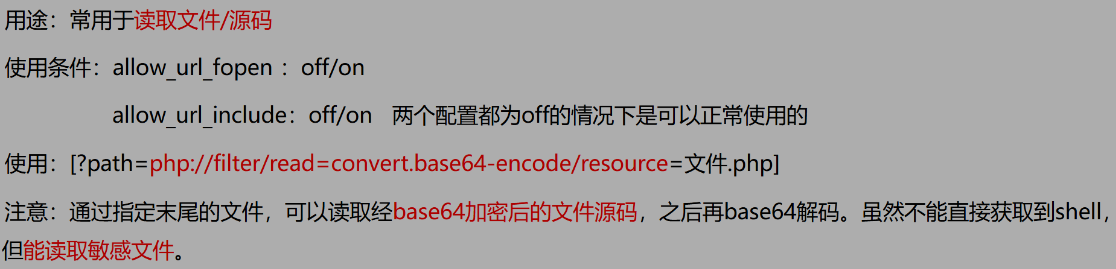 用途：常用于读取文件/源码
使用条件：allow_url_fopen ：off/on
allow_url_include：off/on 两个配置都为off的情况下是可以正常使用的
使用：[?path=php://filter/read=convert.base64-encode/resource=文件.php]
注意：通过指定末尾的文件，可以读取经base64加密后的文件源码，之后再base64解码。虽然不能直接获取到shell，
但能读取敏感文件。